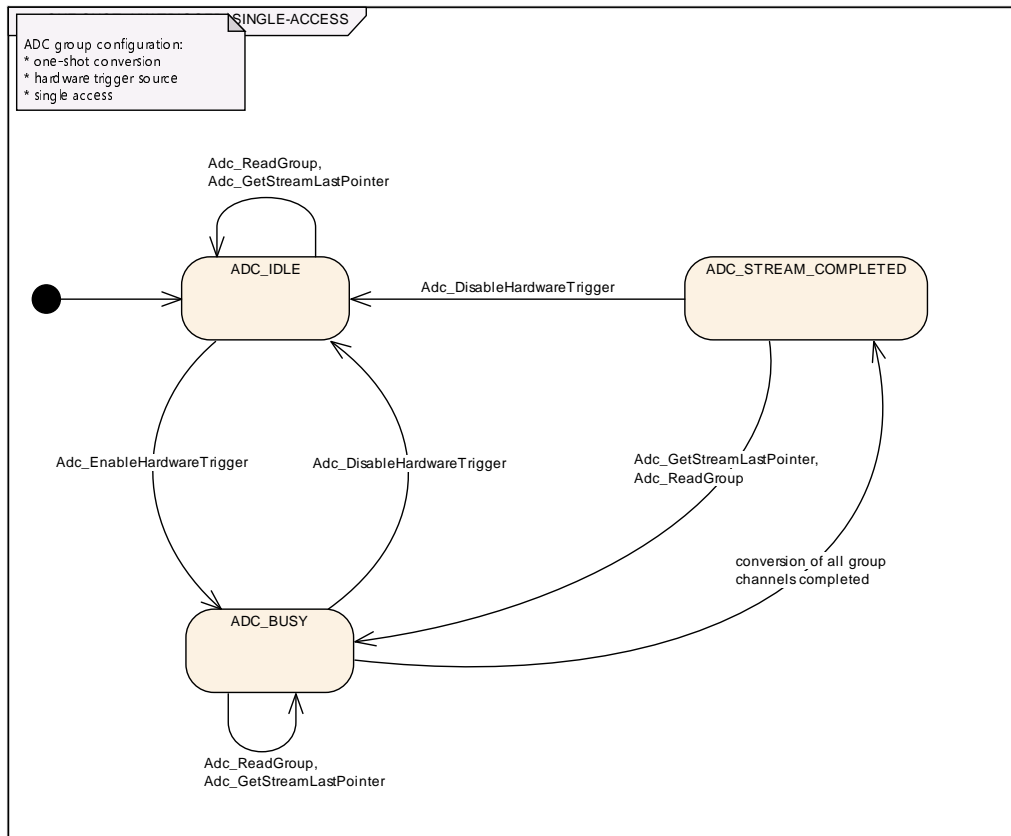 SINGLE-ACCESS
ADC group configuration:
* one-shot conversion
* hardware trigger source
* single access
Adc_ReadGroup,
Adc_GetStreamLastPointer
ADC_IDLE
ADC_STREAM_COMPLETED
Adc_DisableHardwareTrigger
Adc_EnableHardwareTrigger
Adc_DisableHardwareTrigger
Adc_GetStreamLastPointer,
Adc_ReadGroup
conversion of all group
channels completed
ADC_BUSY
Adc_ReadGroup,
Adc_GetStreamLastPointer